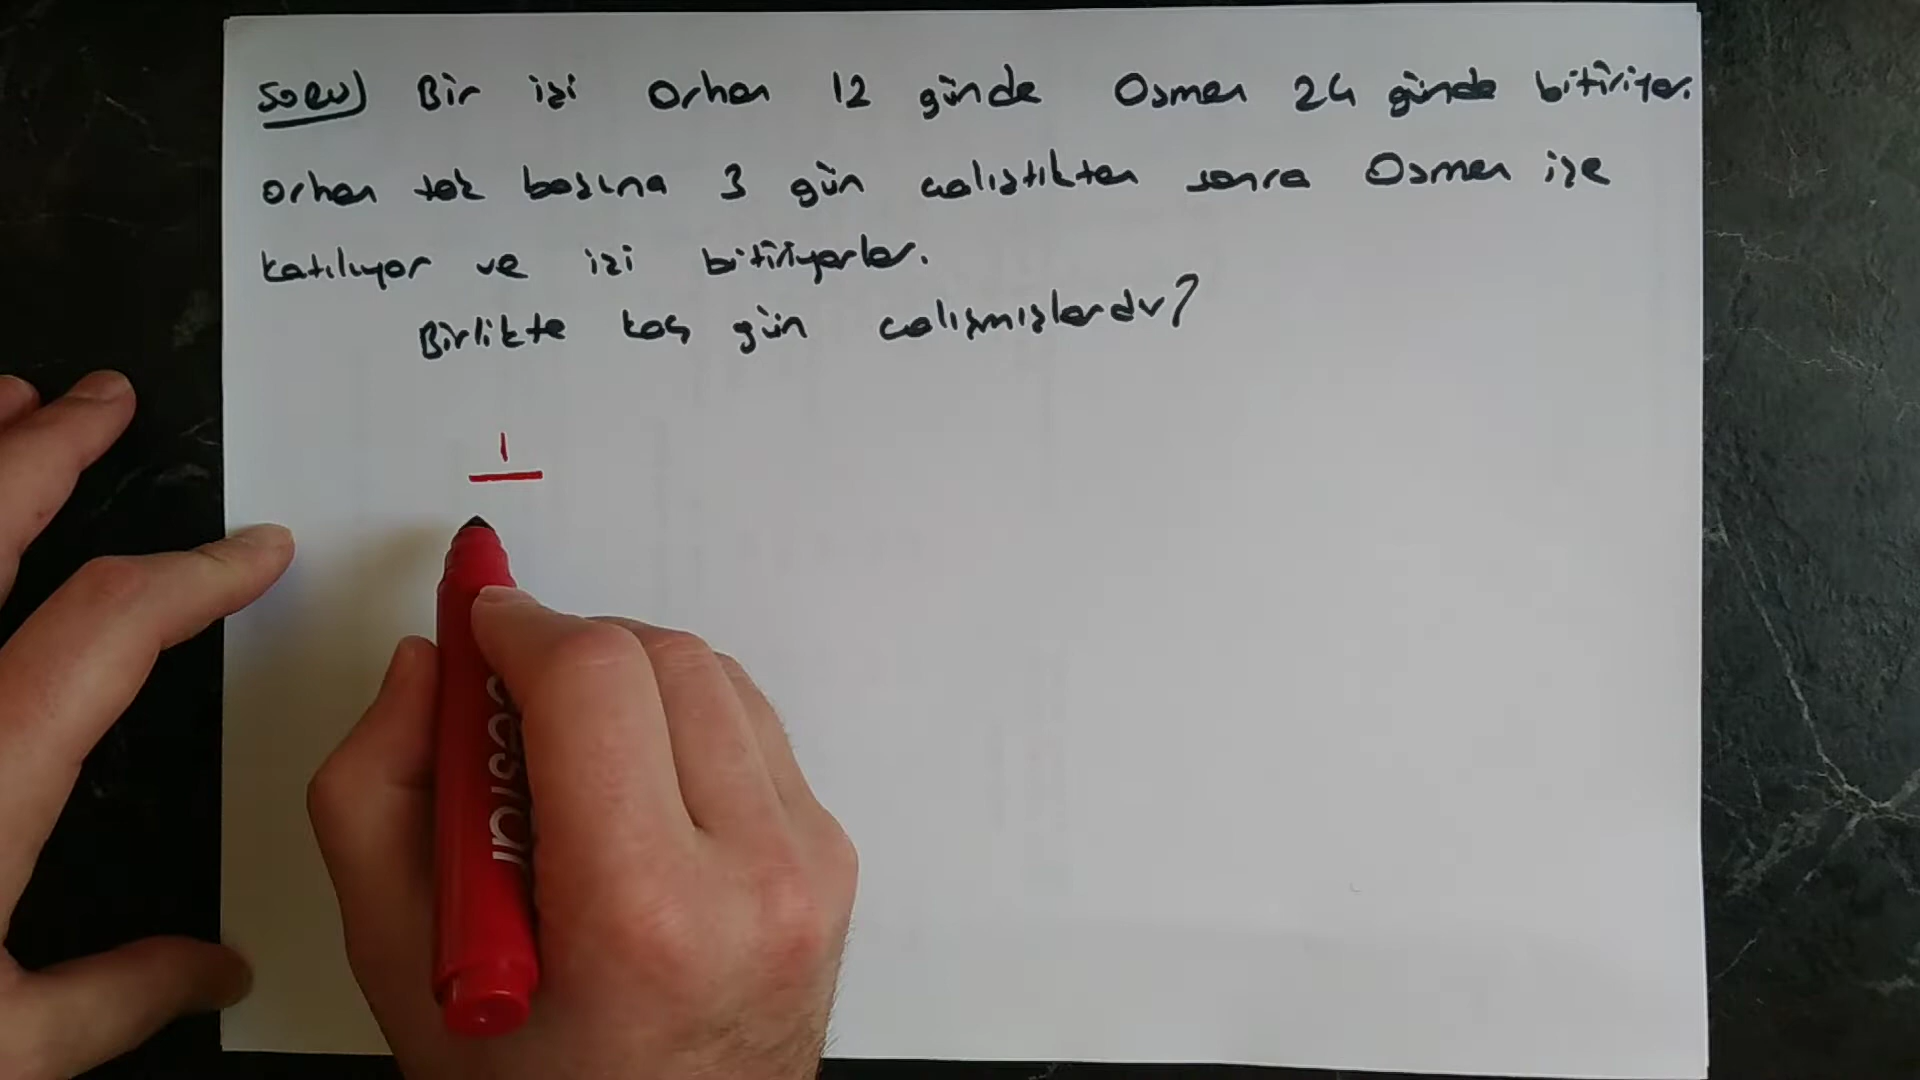 Soru) Bir işi Orhan 12 günde Osman 24 günde bitiriyor.
Orhan tek başına 3 gün çalıştıktan sonra Osman işe
katılıyor ve işi bitiriyorlar.
Birlikte kaç gün çalışmışlardır?
1